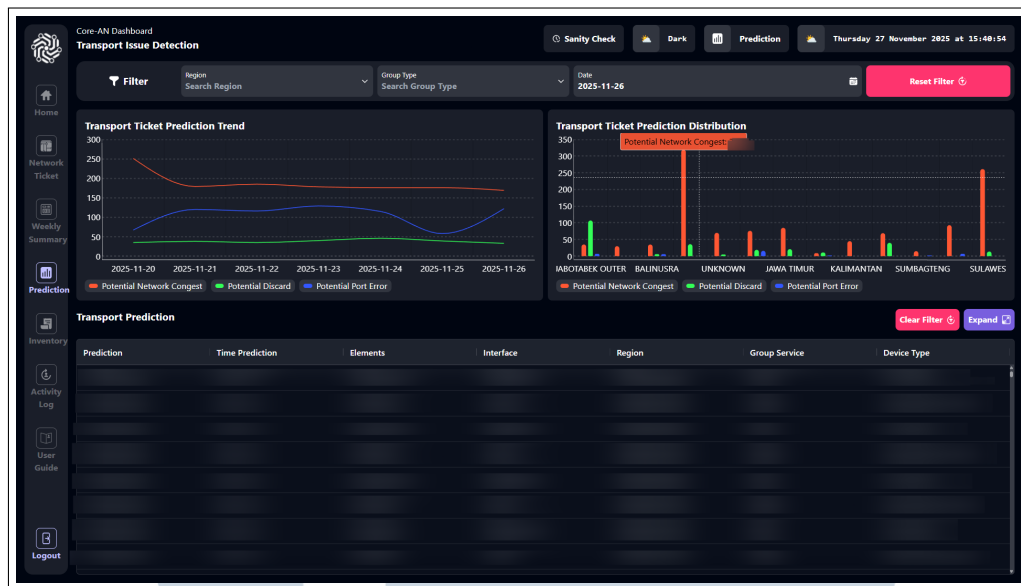 Core-AN Dashboard
Transport Issue Detection
Sanity Check
Dark
Prediction
Thursday 27 November 2025 at 15:40:54
Filter
Region
Search Region
Group Type
Search Group Type
Date
2025-11-26
Reset Filter
Home
Network
Ticket
Weekly
Summary
Prediction
Inventory
Activity
Log
User
Guide
Logout
Transport Ticket Prediction Trend
300
250
200
150
100
50
0
2025-11-20 2025-11-21 2025-11-22 2025-11-23 2025-11-24 2025-11-25 2025-11-26
Potential Network Congest Potential Discard Potential Port Error
Transport Ticket Prediction Distribution
Potential Network Congest:
350
300
250
200
150
100
50
0
IABOTABEK OUTER BALINUSRA UNKNOWN JAWA TIMUR KALIMANTAN SUMBAGTENG SULAWES
Potential Network Congest Potential Discard Potential Port Error
Transport Prediction
Clear Filter
Expand
Prediction Time Prediction Elements Interface Region Group Service Device Type